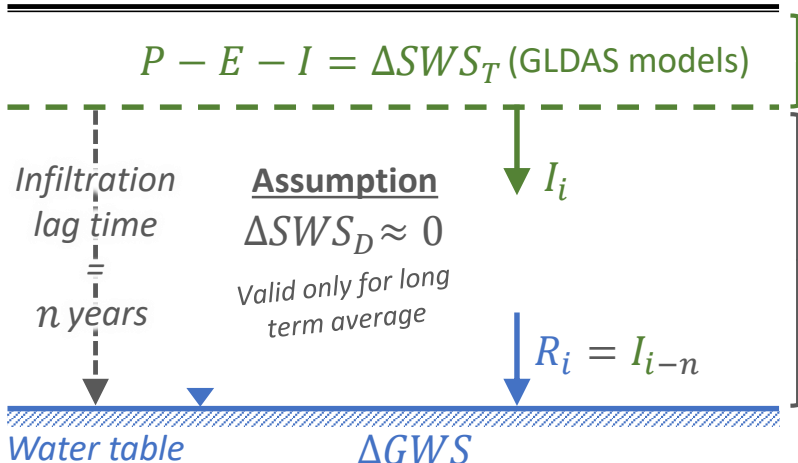 P − E − I = ΔSWS_T (GLDAS models)
Infiltration
lag time
=
n years
Assumption
ΔSWS_D ≈ 0
Valid only for long
term average
I_i
R_i = I_{i−n}
Water table
ΔGWS